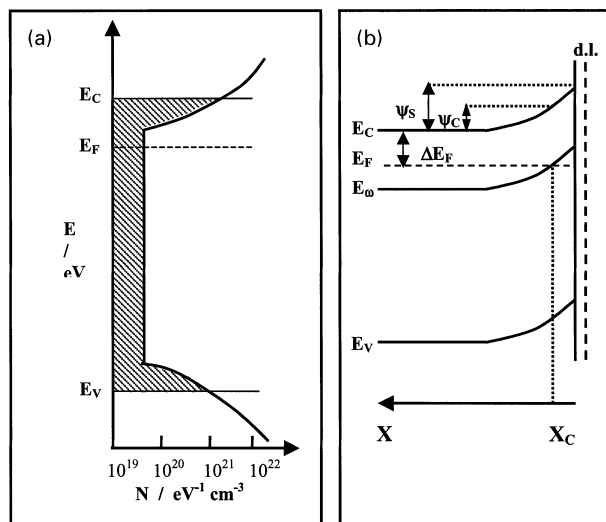 (a)
E_C
E_F
E
/
eV
E_V
10^19 10^20 10^21 10^22
N / eV^-1 cm^-3
(b)
d.l.
ψ_S
ψ_C
E_C
E_F ΔE_F
E_ω
E_V
X X_C